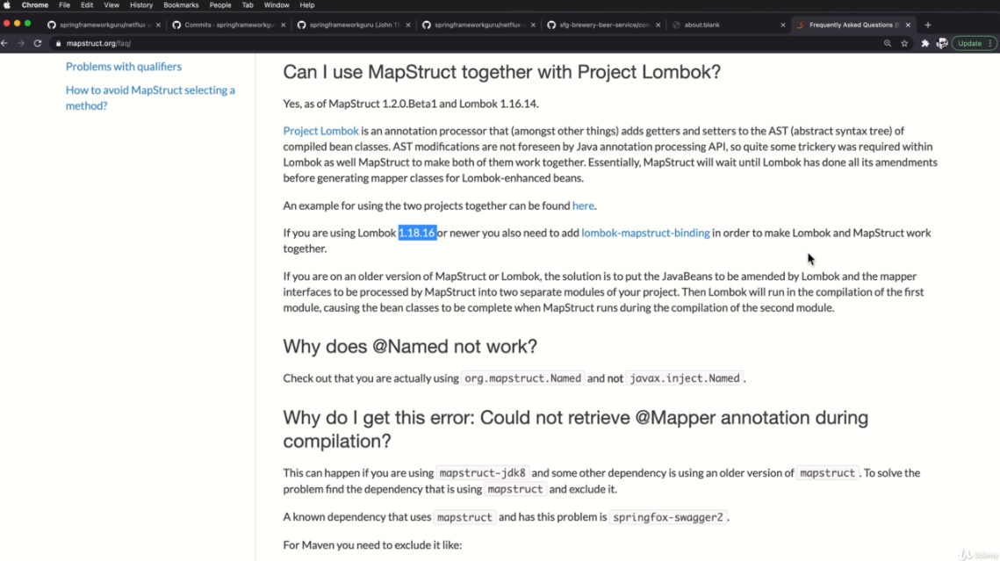 Chrome File Edit View History Bookmarks People Tab Window Help
springframeworkguru/netflux a Commits · springframeworkgu springframeworkguru (John Th springframeworkguru/netflux- sfg-brewery-beer-service/com about:blank Frequently Asked Questions (F
mapstruct.org/faq/ Update
Problems with qualifiers
How to avoid MapStruct selecting a
method?
Can I use MapStruct together with Project Lombok?
Yes, as of MapStruct 1.2.0.Beta1 and Lombok 1.16.14.
Project Lombok is an annotation processor that (amongst other things) adds getters and setters to the AST (abstract syntax tree) of
compiled bean classes. AST modifications are not foreseen by Java annotation processing API, so quite some trickery was required within
Lombok as well MapStruct to make both of them work together. Essentially, MapStruct will wait until Lombok has done all its amendments
before generating mapper classes for Lombok-enhanced beans.
An example for using the two projects together can be found here.
If you are using Lombok 1.18.16 or newer you also need to add lombok-mapstruct-binding in order to make Lombok and MapStruct work
together.
If you are on an older version of MapStruct or Lombok, the solution is to put the JavaBeans to be amended by Lombok and the mapper
interfaces to be processed by MapStruct into two separate modules of your project. Then Lombok will run in the compilation of the first
module, causing the bean classes to be complete when MapStruct runs during the compilation of the second module.
Why does @Named not work?
Check out that you are actually using org.mapstruct.Named and not javax.inject.Named.
Why do I get this error: Could not retrieve @Mapper annotation during
compilation?
This can happen if you are using mapstruct-jdk8 and some other dependency is using an older version of mapstruct. To solve the
problem find the dependency that is using mapstruct and exclude it.
A known dependency that uses mapstruct and has this problem is springfox-swagger2.
For Maven you need to exclude it like:
Udemy